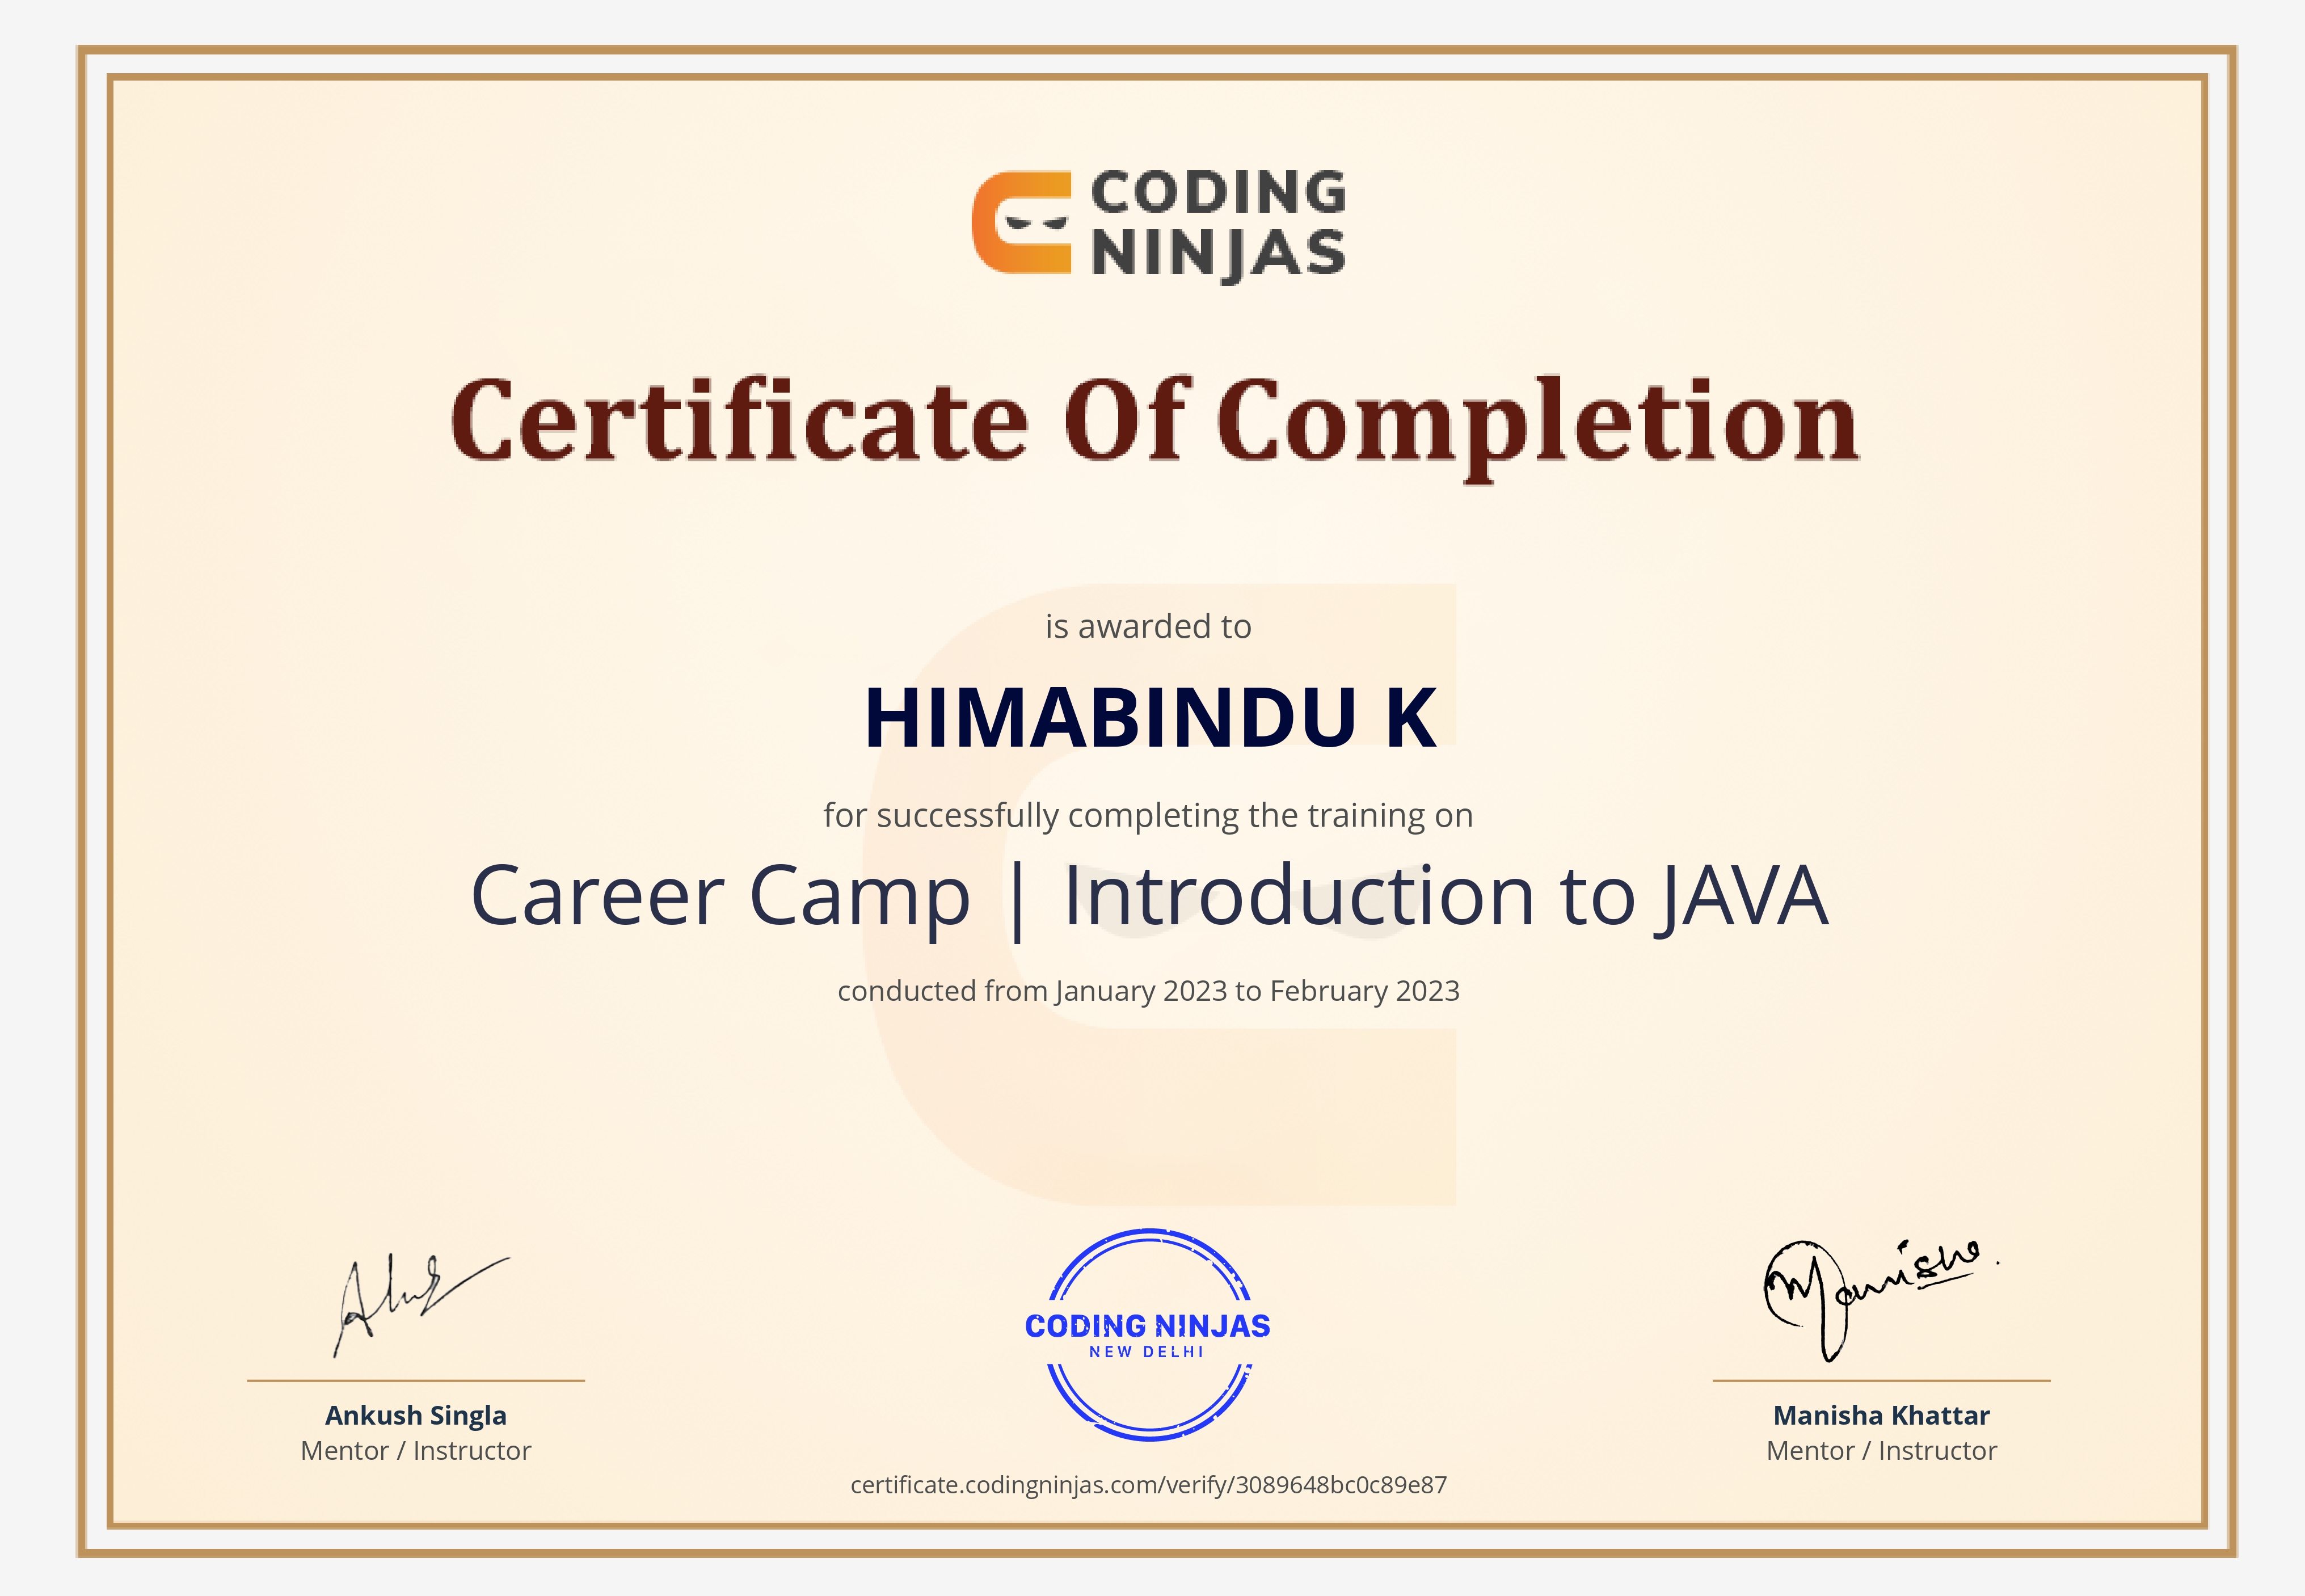 CODING
NINJAS
Certificate Of Completion
is awarded to
HIMABINDU K
for successfully completing the training on
Career Camp | Introduction to JAVA
conducted from January 2023 to February 2023
Manisha.
CODING NINJAS
NEW DELHI
Ankush Singla
Mentor / Instructor
Manisha Khattar
Mentor / Instructor
certificate.codingninjas.com/verify/3089648bc0c89e87